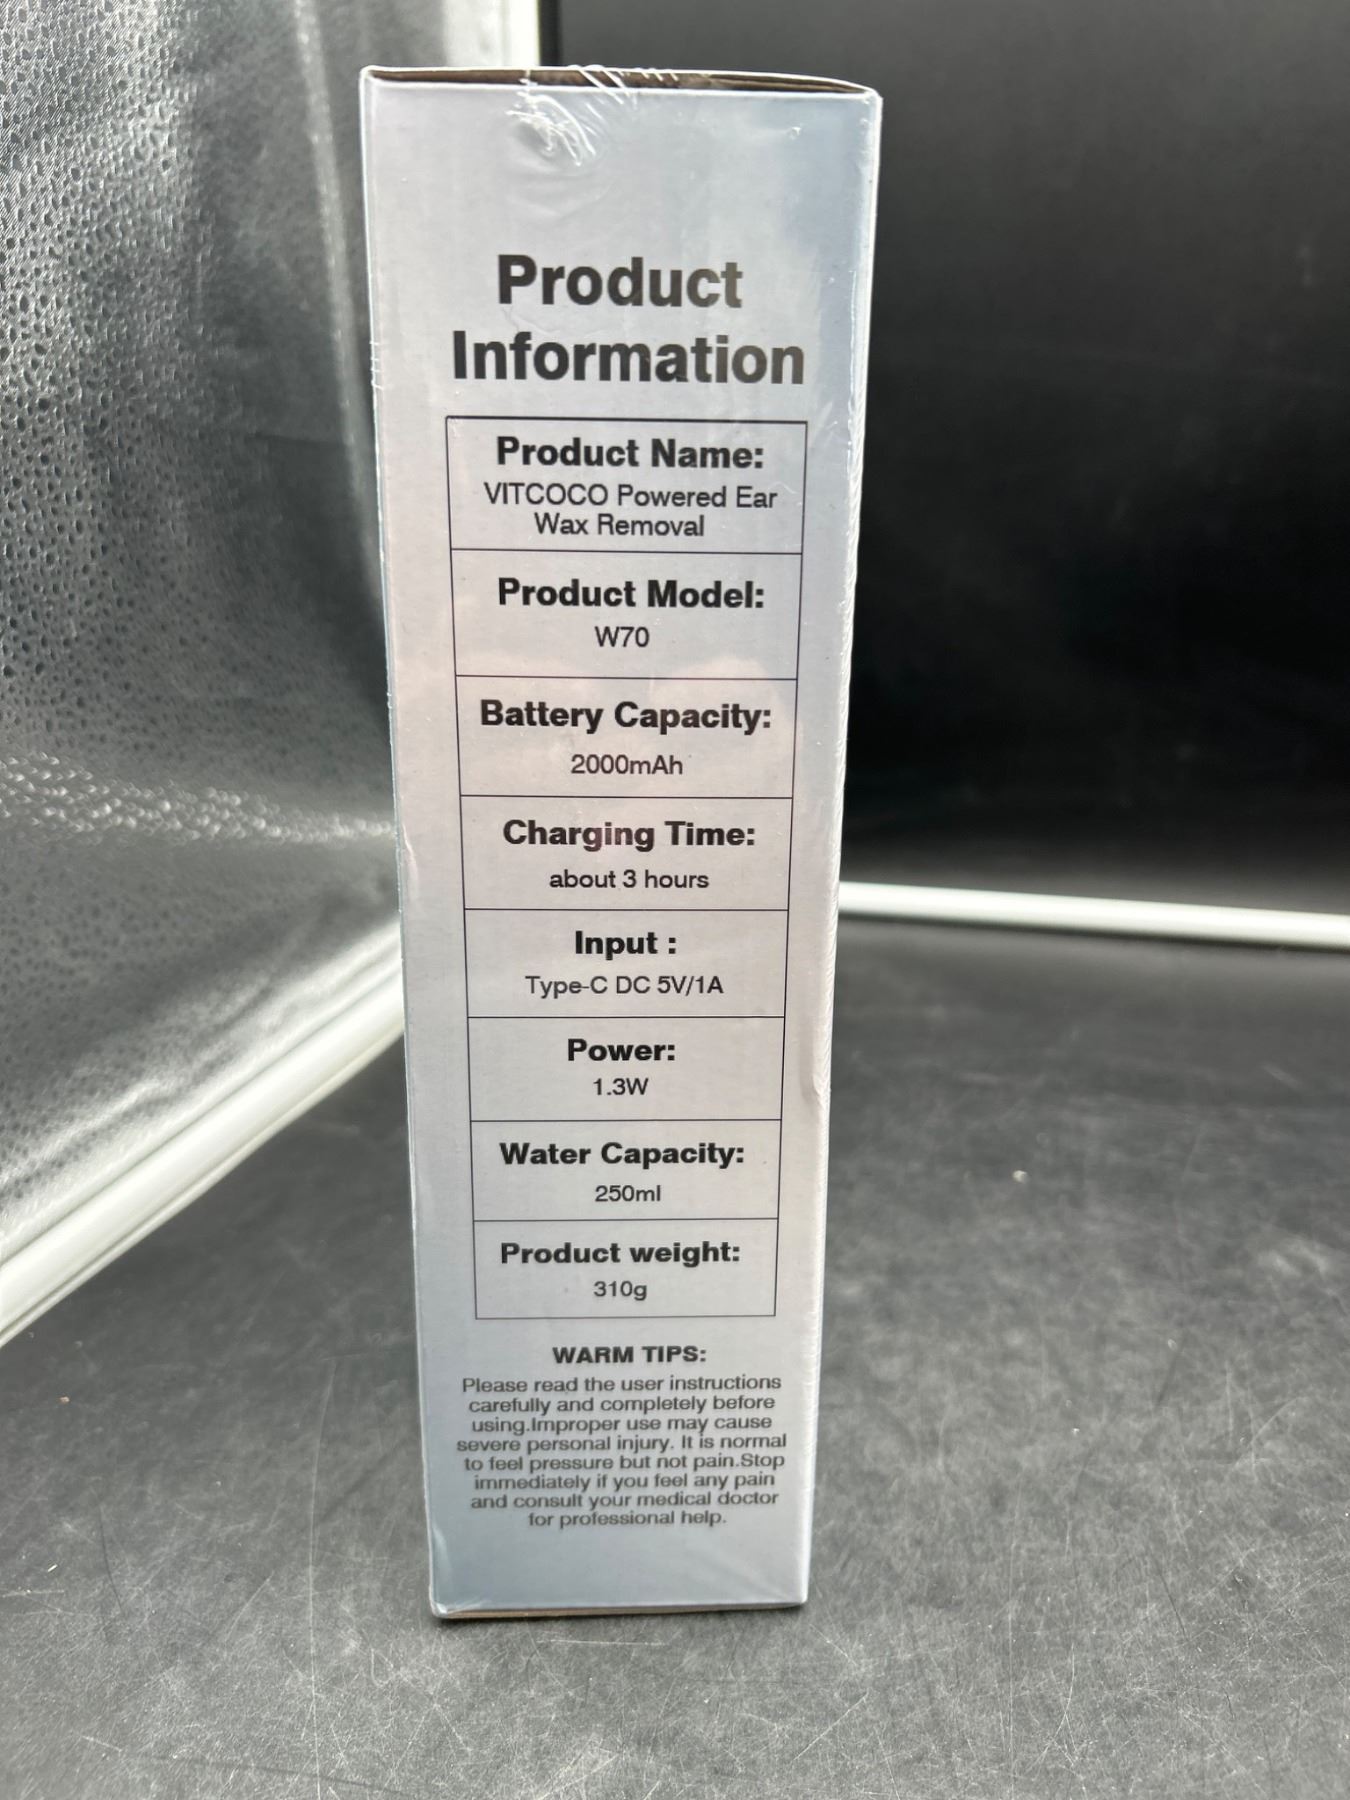 Product
Information
Product Name:
VITCOCO Powered Ear
Wax Removal
Product Model:
W70
Battery Capacity:
2000mAh
Charging Time:
about 3 hours
Input :
Type-C DC 5V/1A
Power:
1.3W
Water Capacity:
250ml
Product weight:
310g
WARM TIPS:
Please read the user instructions
carefully and completely before
using.Improper use may cause
severe personal injury. It is normal
to feel pressure but not pain.Stop
immediately if you feel any pain
and consult your medical doctor
for professional help.